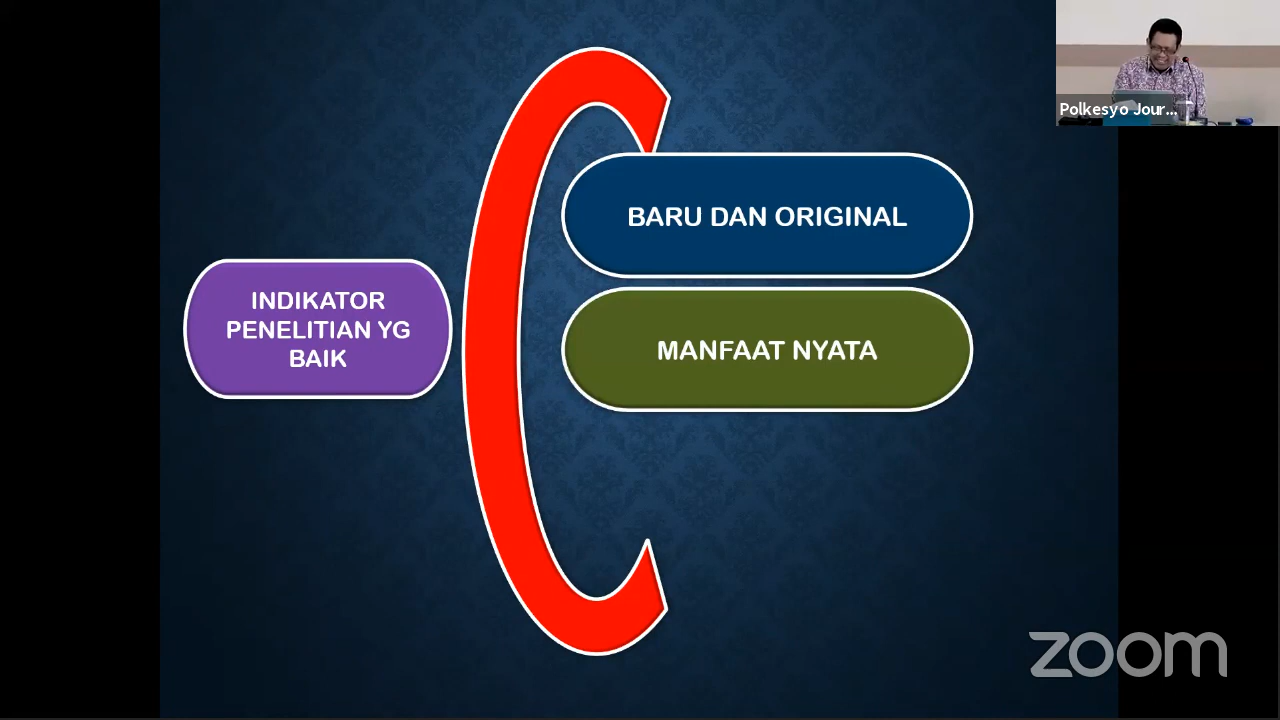 Polkesyo Jour...
BARU DAN ORIGINAL
INDIKATOR
PENELITIAN YG
BAIK
MANFAAT NYATA
zoom